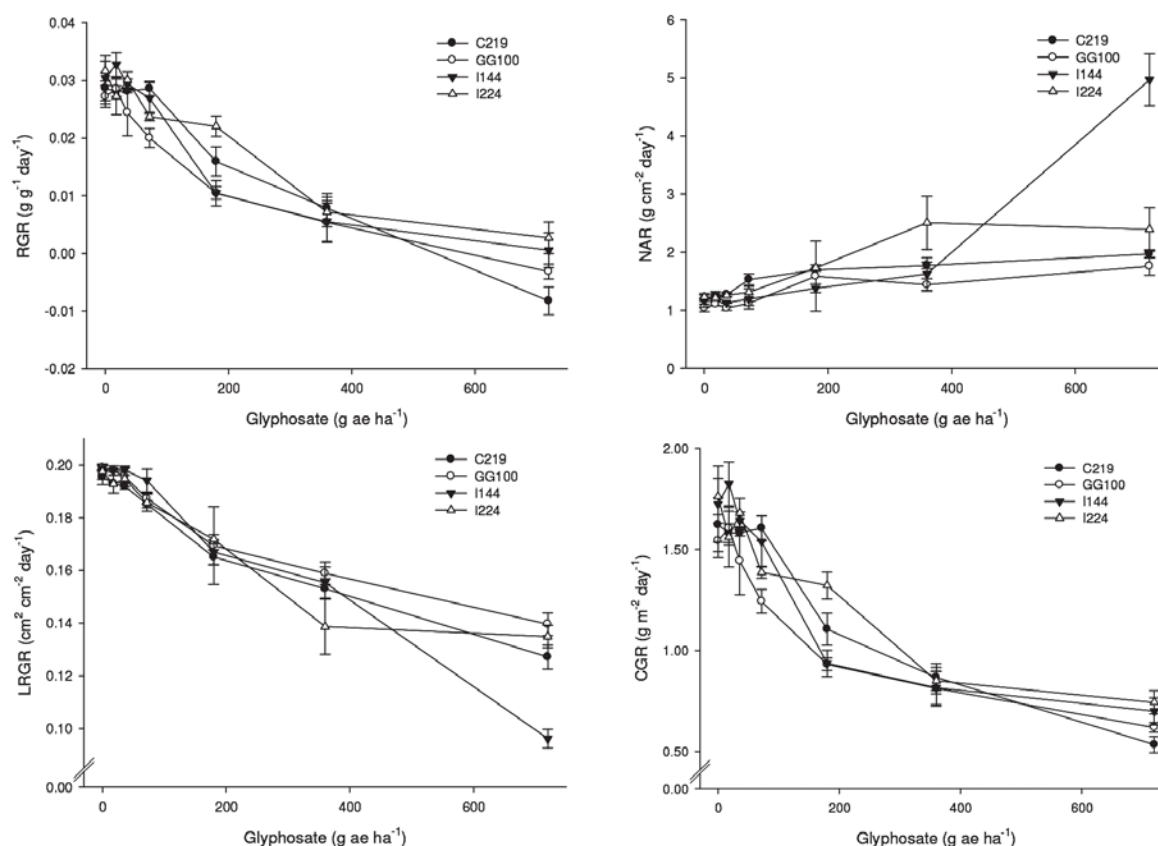 0.04
0.03
0.02
0.01
0.00
-0.01
-0.02
RGR (g g⁻¹ day⁻¹)
C219
GG100
I144
I224
0
200
400
600
Glyphosate (g ae ha⁻¹)
6
5
4
3
2
1
0
NAR (g cm⁻² day⁻¹)
C219
GG100
I144
I224
0
200
400
600
Glyphosate (g ae ha⁻¹)
0.20
0.18
0.16
0.14
0.12
0.10
0.00
LRGR (cm² cm⁻² day⁻¹)
C219
GG100
I144
I224
0
200
400
600
Glyphosate (g ae ha⁻¹)
2.00
1.50
1.00
0.50
0.00
CGR (g m⁻² day⁻¹)
C219
GG100
I144
I224
0
200
400
600
Glyphosate (g ae ha⁻¹)